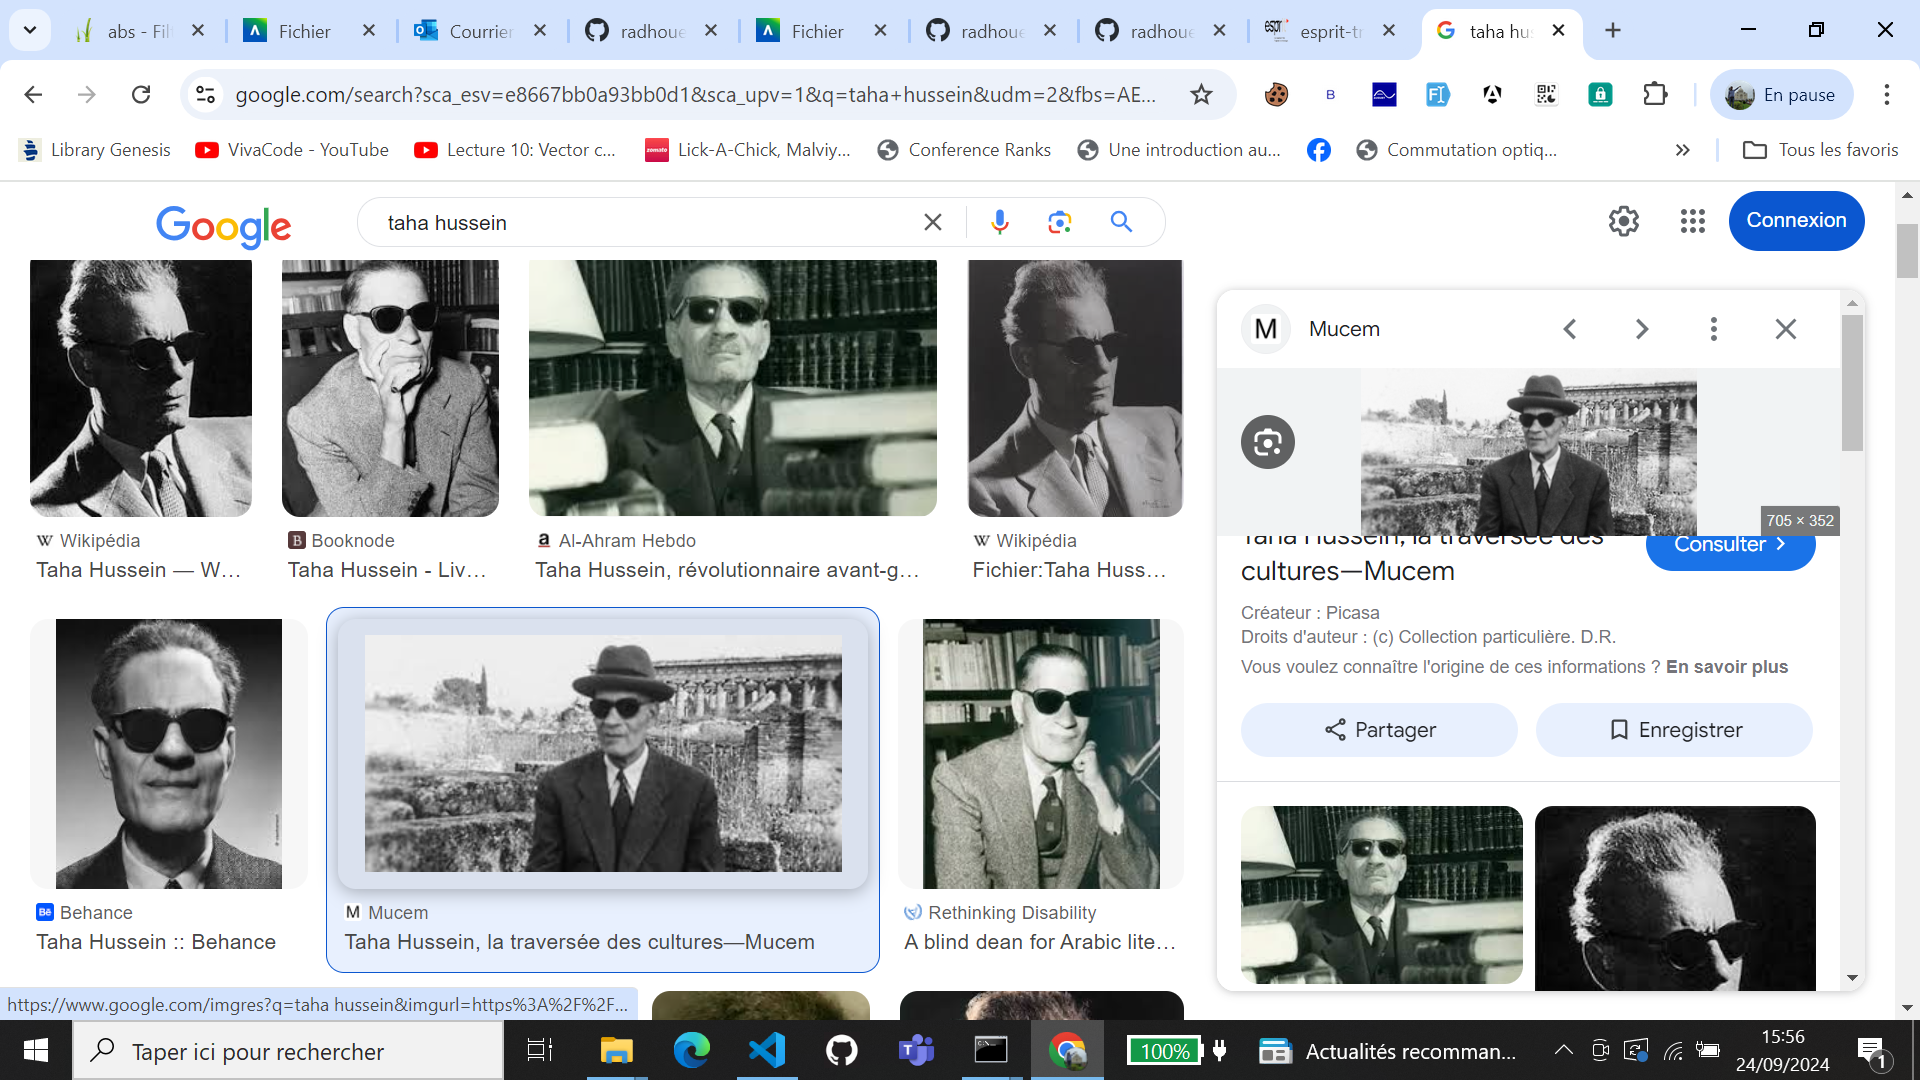 abs - Fil
Fichier
Courrier
radhoue
Fichier
radhoue
radhoue
esprit-tr
taha hus
google.com/search?sca_esv=e8667bb0a93bb0d1&sca_upv=1&q=taha+hussein&udm=2&fbs=AE...
En pause
Library Genesis
VivaCode - YouTube
Lecture 10: Vector c...
Lick-A-Chick, Malviy...
Conference Ranks
Une introduction au...
Commutation optiq...
Tous les favoris
Google
taha hussein
Connexion
M Mucem
705 × 352
Taha Hussein, la traversée des
cultures—Mucem
Consulter
Créateur : Picasa
Droits d'auteur : (c) Collection particulière. D.R.
Vous voulez connaître l'origine de ces informations ? En savoir plus
Partager
Enregistrer
W Wikipédia
Taha Hussein — W...
B Booknode
Taha Hussein - Liv...
a Al-Ahram Hebdo
Taha Hussein, révolutionnaire avant-g...
W Wikipédia
Fichier:Taha Huss...
Bē Behance
Taha Hussein :: Behance
M Mucem
Taha Hussein, la traversée des cultures—Mucem
Rethinking Disability
A blind dean for Arabic lite...
https://www.google.com/imgres?q=taha hussein&imgurl=https%3A%2F%2F...
Taper ici pour rechercher
100%
Actualités recomman...
15:56
24/09/2024
1